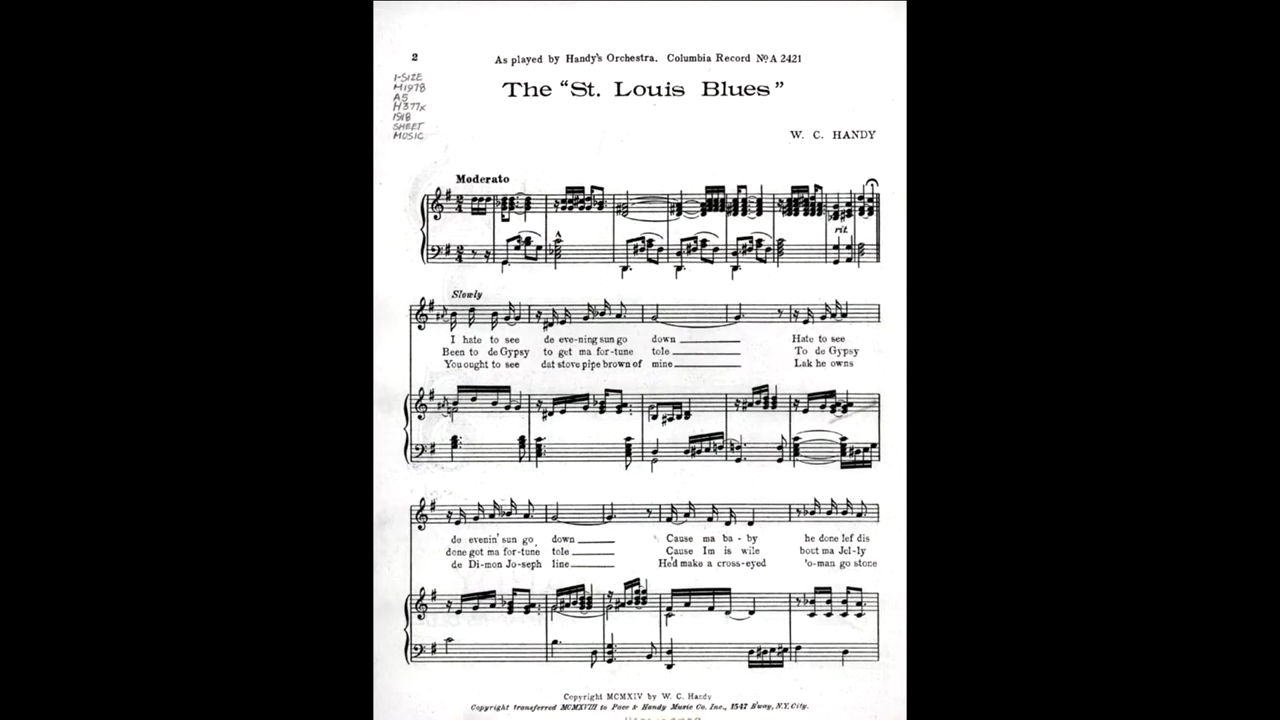 2
As played by Handy's Orchestra. Columbia Record No. A 2421
The "St. Louis Blues"
1-SIZE
M1978
A5
H377x
1918
SHEET
MUSIC
W. C. HANDY
Moderato
rit.
Slowly
I hate to see de eve-ning sun go down Hate to see
Been to de Gypsy to get ma for-tune tole To de Gypsy
You ought to see dat stove pipe brown of mine Lak he owns
de evenin' sun go down Cause ma ba - by he done lef dis
done got ma for-tune tole Cause Im is wile bout ma Jel-ly
de Di-mon Jo-seph line He'd make a cross-eyed 'o-man go stone
Copyright MCMXIV by W. C. Handy
Copyright transferred MCMXVIII to Pace & Handy Music Co. Inc., 1547 B'way, N.Y. City.